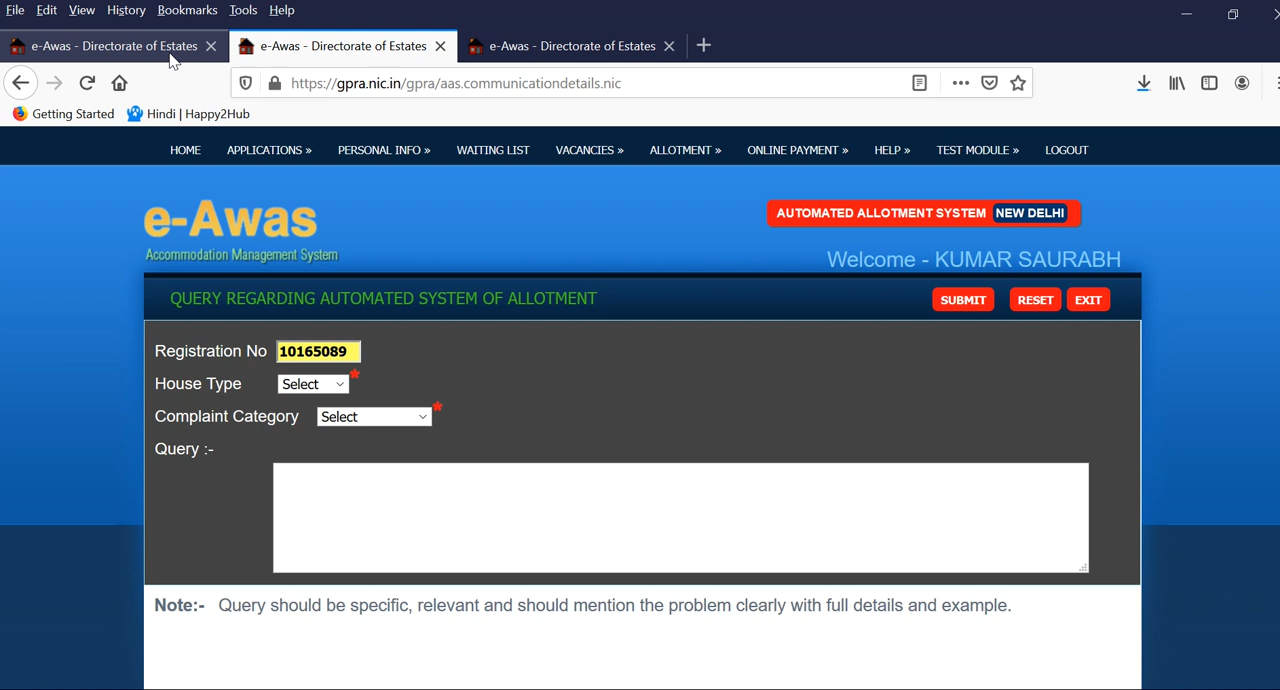 File Edit View History Bookmarks Tools Help
e-Awas - Directorate of Estates e-Awas - Directorate of Estates e-Awas - Directorate of Estates
https://gpra.nic.in/gpra/aas.communicationdetails.nic
Getting Started Hindi | Happy2Hub
HOME APPLICATIONS » PERSONAL INFO » WAITING LIST VACANCIES » ALLOTMENT » ONLINE PAYMENT » HELP » TEST MODULE » LOGOUT
e-Awas
Accommodation Management System
AUTOMATED ALLOTMENT SYSTEM NEW DELHI
Welcome - KUMAR SAURABH
QUERY REGARDING AUTOMATED SYSTEM OF ALLOTMENT SUBMIT RESET EXIT
Registration No 10165089
House Type Select *
Complaint Category Select *
Query :-
Note:- Query should be specific, relevant and should mention the problem clearly with full details and example.